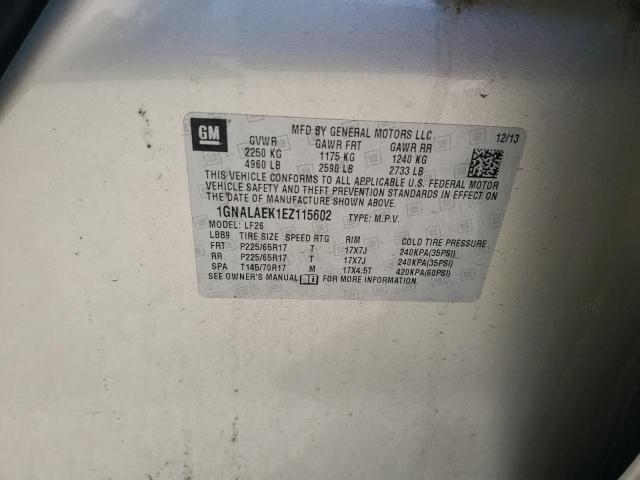 GM
MFD BY GENERAL MOTORS LLC
12/13
GVWR GAWR FRT GAWR RR
2250 KG 1175 KG 1240 KG
4960 LB 2590 LB 2733 LB
THIS VEHICLE CONFORMS TO ALL APPLICABLE U.S. FEDERAL MOTOR
VEHICLE SAFETY AND THEFT PREVENTION STANDARDS IN EFFECT ON
THE DATE OF MANUFACTURE SHOWN ABOVE.
1GNALAEK1EZ115602 TYPE: M.P.V.
MODEL: LF26
LBB9 TIRE SIZE SPEED RTG RIM COLD TIRE PRESSURE
FRT P225/65R17 T 17X7J 240KPA(35PSI)
RR P225/65R17 T 17X7J 240KPA(35PSI)
SPA T145/70R17 M 17X4.5T 420KPA(60PSI)
SEE OWNER'S MANUAL FOR MORE INFORMATION.